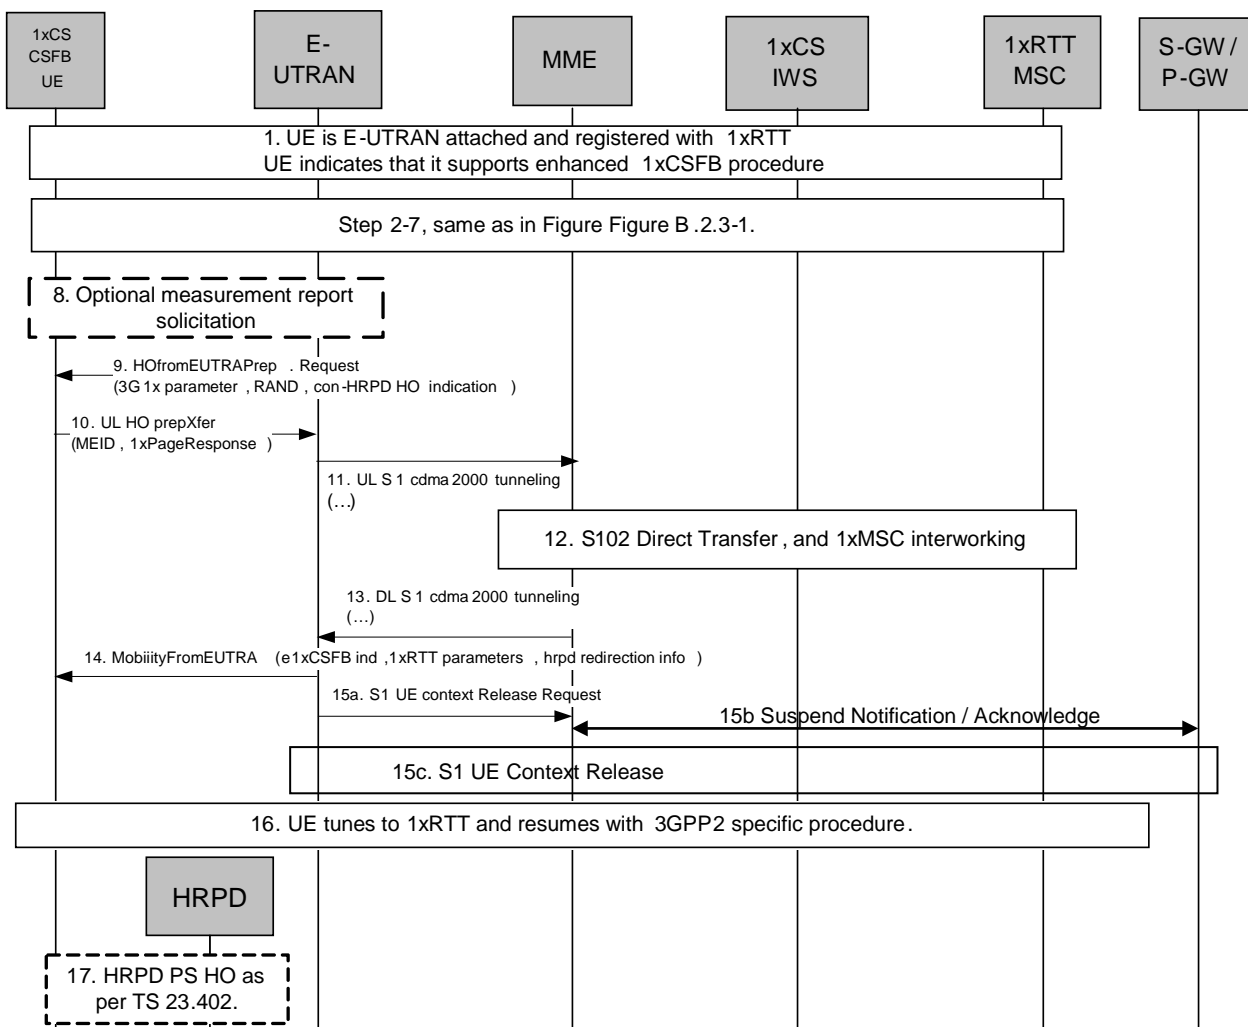 1xCS
CSFB
UE
E-
UTRAN
MME
1xCS
IWS
1xRTT
MSC
S-GW /
P-GW
1. UE is E-UTRAN attached and registered with 1xRTT
UE indicates that it supports enhanced 1xCSFB procedure
Step 2-7, same as in Figure Figure B .2.3-1.
8. Optional measurement report
solicitation
9. HOfromEUTRAPrep . Request
(3G 1x parameter , RAND , con-HRPD HO indication )
10. UL HO prepXfer
(MEID , 1xPageResponse )
11. UL S 1 cdma 2000 tunneling
(...)
12. S102 Direct Transfer , and 1xMSC interworking
13. DL S 1 cdma 2000 tunneling
(...)
14. MobiiityFromEUTRA (e1xCSFB ind ,1xRTT parameters , hrpd redirection info )
15a. S1 UE context Release Request
15b Suspend Notification / Acknowledge
15c. S1 UE Context Release
16. UE tunes to 1xRTT and resumes with 3GPP2 specific procedure.
HRPD
17. HRPD PS HO as
per TS 23.402.